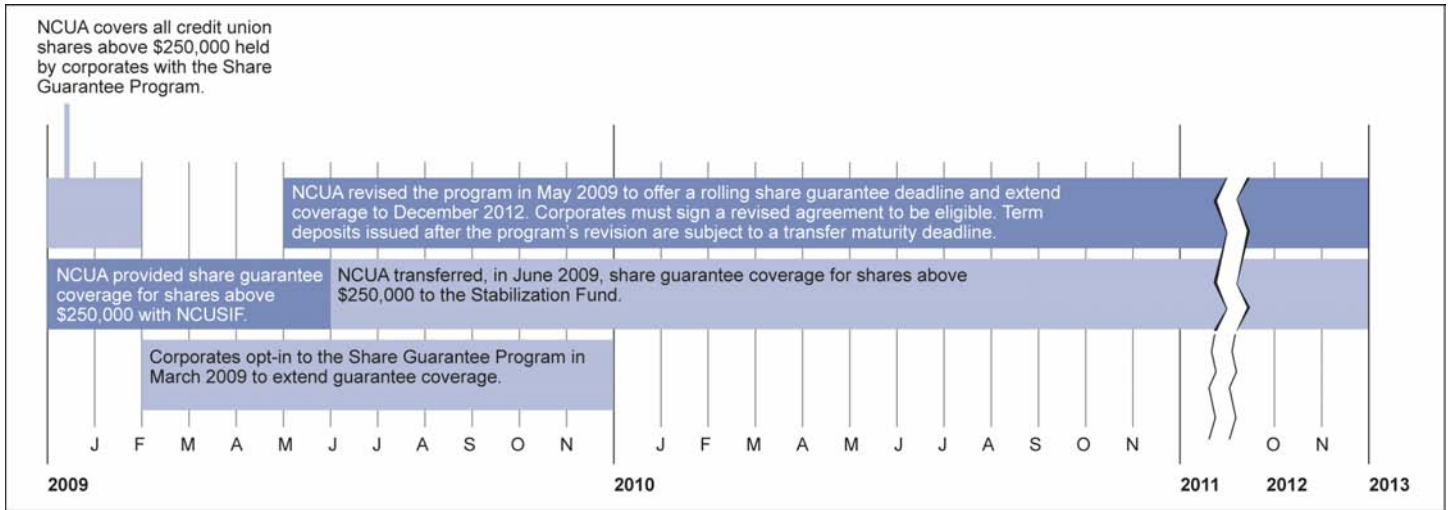 NCUA covers all credit union
shares above $250,000 held
by corporates with the Share
Guarantee Program.
NCUA revised the program in May 2009 to offer a rolling share guarantee deadline and extend
coverage to December 2012. Corporates must sign a revised agreement to be eligible. Term
deposits issued after the program's revision are subject to a transfer maturity deadline.
NCUA provided share guarantee
coverage for shares above
$250,000 with NCUSIF.
NCUA transferred, in June 2009, share guarantee coverage for shares above
$250,000 to the Stabilization Fund.
Corporates opt-in to the Share Guarantee Program in
March 2009 to extend guarantee coverage.
J F M A M J J A S O N J F M A M J J A S O N O N
2009 2010 2011 2012 2013